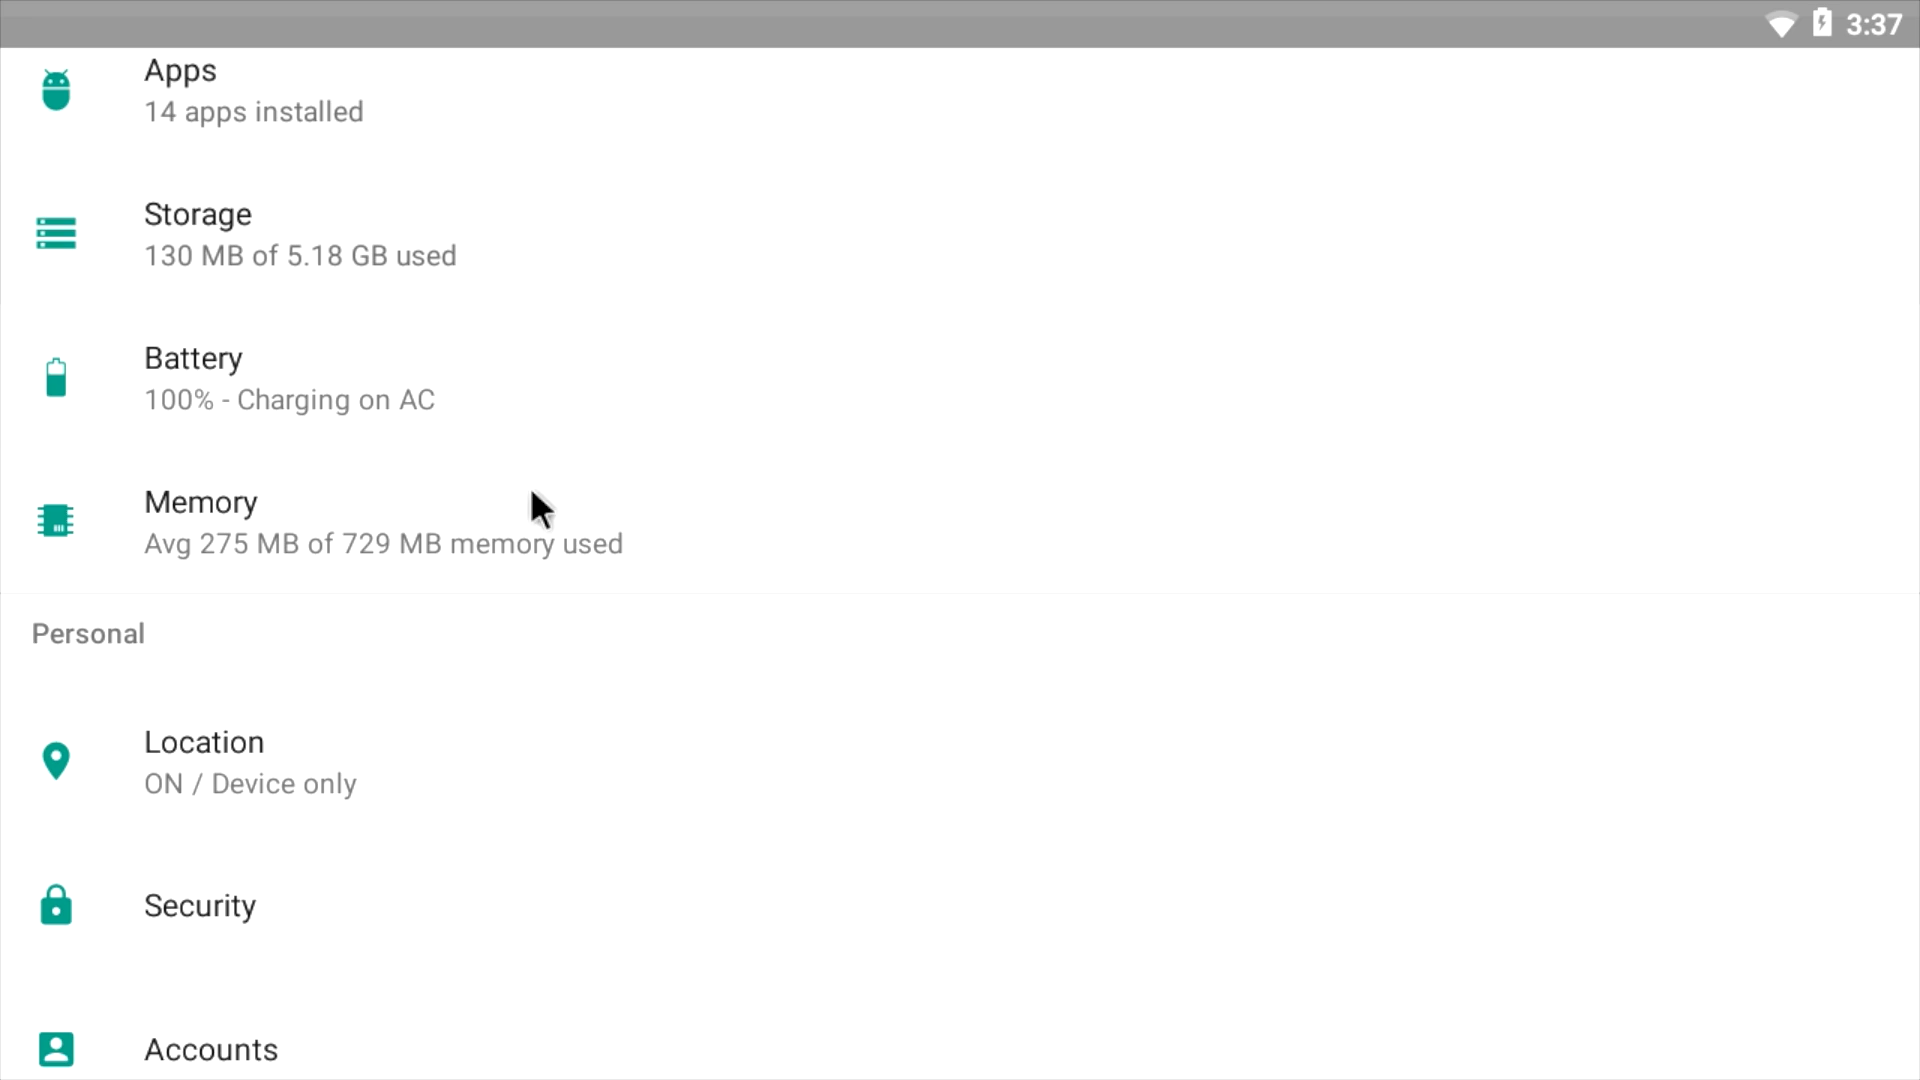 3:37
Apps
14 apps installed
Storage
130 MB of 5.18 GB used
Battery
100% - Charging on AC
Memory
Avg 275 MB of 729 MB memory used
Personal
Location
ON / Device only
Security
Accounts